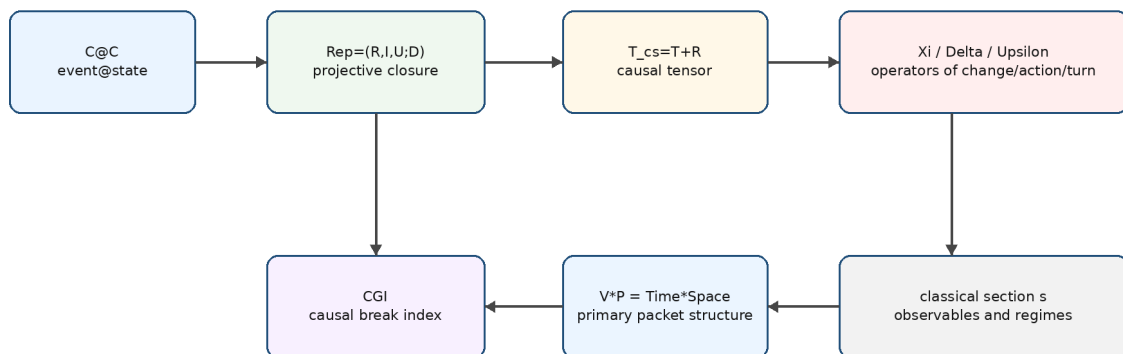 C@C
event@state
Rep=(R,I,U;D)
projective closure
T_cs=T+R
causal tensor
Xi / Delta / Upsilon
operators of change/action/turn
CGI
causal break index
V*P = Time*Space
primary packet structure
classical section s
observables and regimes